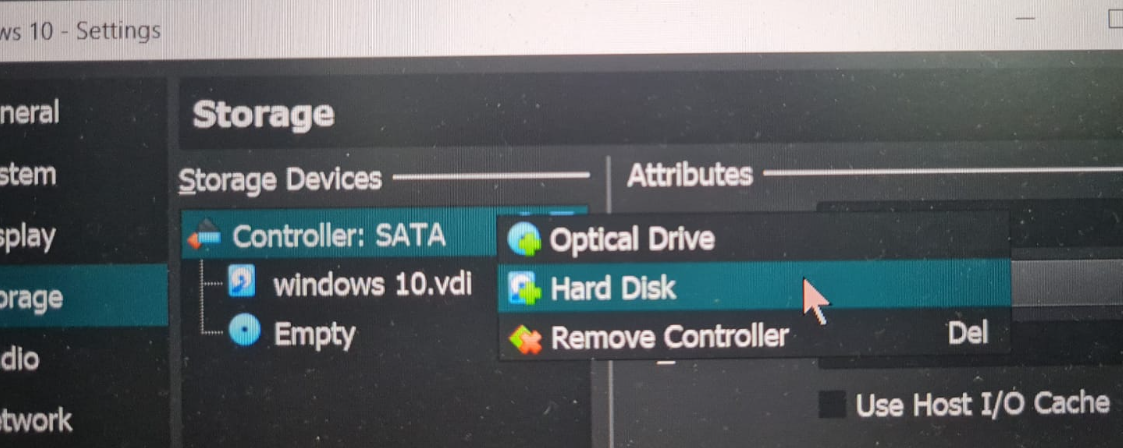 ws 10 - Settings
neral
stem
splay
orage
dio
twork
Storage
Storage Devices
Controller: SATA
windows 10.vdi
Empty
Attributes
Optical Drive
Hard Disk
Remove Controller Del
Use Host I/O Cache